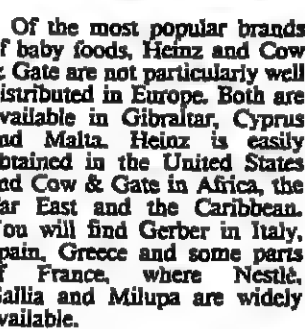 Of the most popular brands
f baby foods, Heinz and Cow
& Gate are not particularly well
istributed in Europe. Both are
vailable in Gibraltar, Cyprus
nd Malta. Heinz is easily
btained in the United States
nd Cow & Gate in Africa, the
ar East and the Caribbean.
ou will find Gerber in Italy,
pain, Greece and some parts
f France, where Nestlé,
allia and Milupa are widely
vailable.